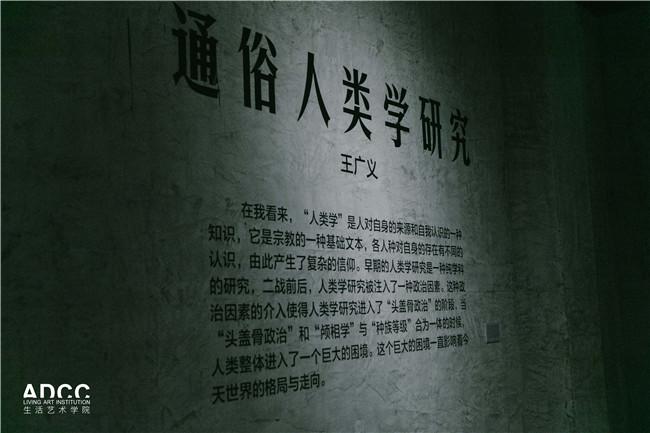 通俗人类学研究
王广义
在我看来，“人类学”是人对自身的来源和自我认识的一种
知识，它是宗教的一种基础文本，各人种对自身的存在有不同的
认识，由此产生了复杂的信仰。早期的人类学研究是一种纯学科
的研究，二战前后，人类学研究被注入了一种政治因素。这种政
治因素的介入使得人类学研究进入了“头盖骨政治”的阶段，当
“头盖骨政治”和“颅相学”与“种族等级”合为一体的时候，
人类整体进入了一个巨大的困境。这个巨大的困境一直影响着今
天世界的格局与走向。
ADCC
LIVING ART INSTITUTION
生活艺术学院